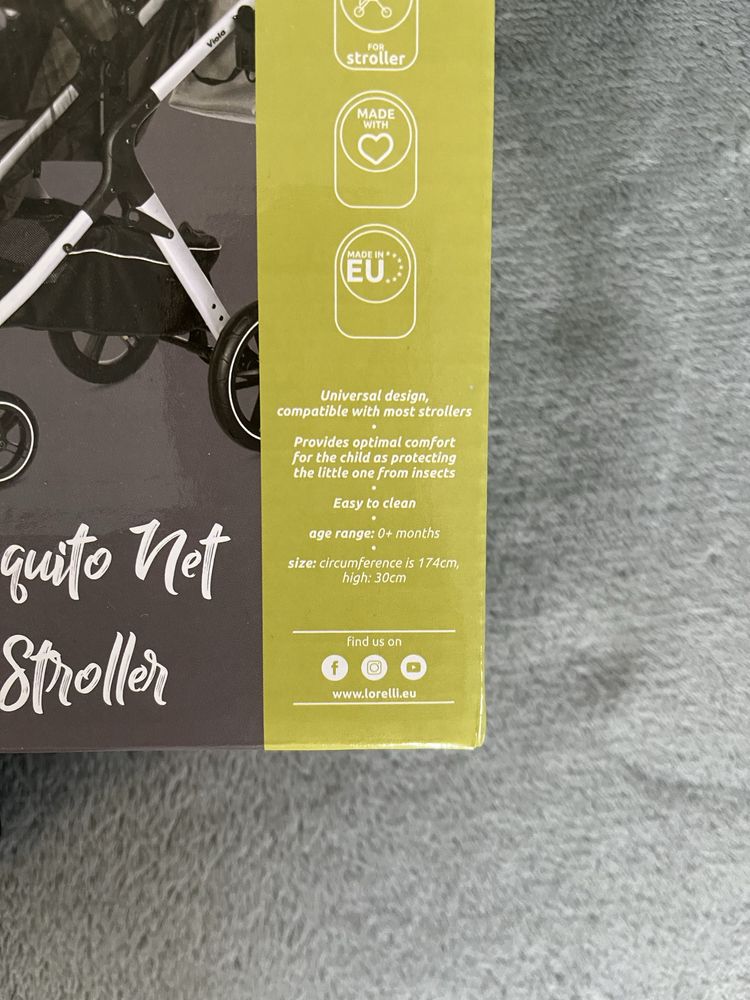 Viola
FOR
stroller
MADE
WITH
MADE IN
EU
Universal design,
compatible with most strollers
•
Provides optimal comfort
for the child as protecting
the little one from insects
•
Easy to clean
•
age range: 0+ months
•
size: circumference is 174cm,
high: 30cm
quito Net
Stroller
find us on
www.lorelli.eu